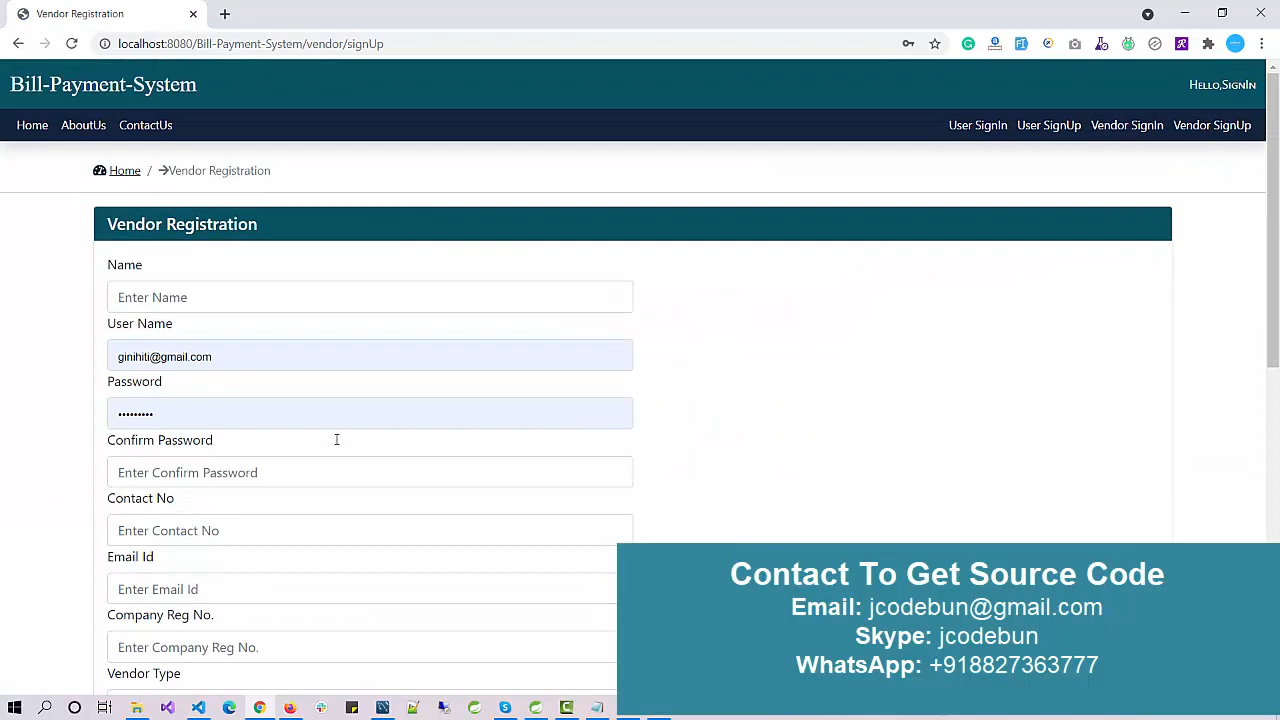 Vendor Registration
localhost:8080/Bill-Payment-System/vendor/signUp
Bill-Payment-System
Hello,SignIn
Home AboutUs ContactUs User SignIn User SignUp Vendor SignIn Vendor SignUp
Home / Vendor Registration
Vendor Registration
Name
Enter Name
User Name
ginihiti@gmail.com
Password
•••••••••
Confirm Password
Enter Confirm Password
Contact No
Enter Contact No
Email Id
Enter Email Id
Company Reg No.
Enter Company Reg No.
Vendor Type
Contact To Get Source Code
Email: jcodebun@gmail.com
Skype: jcodebun
WhatsApp: +918827363777